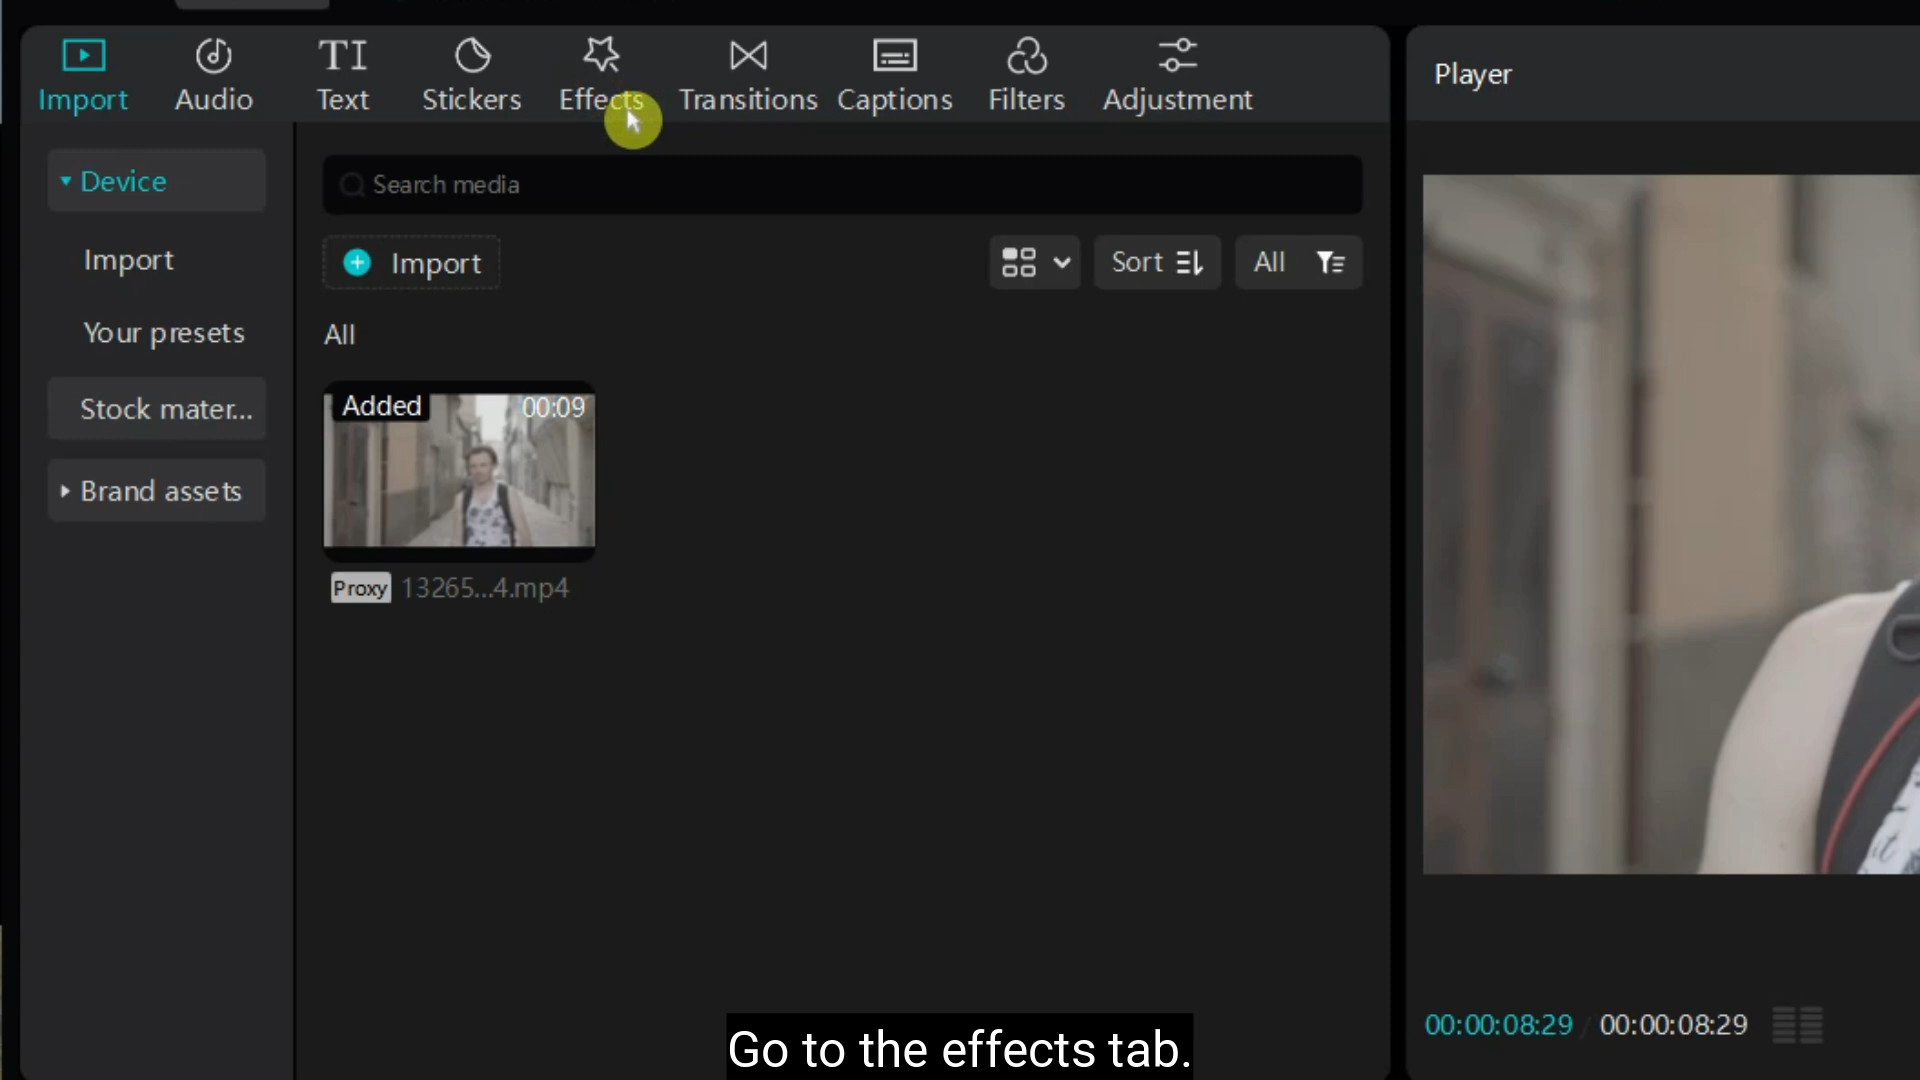 Import Audio TI Text Stickers Effects Transitions Captions Filters Adjustment
Player
Device
Import
Your presets
Stock mater...
Brand assets
Search media
Import
Sort
All
All
Added
00:09
Proxy
13265...4.mp4
00:00:08:29 / 00:00:08:29
Go to the effects tab.